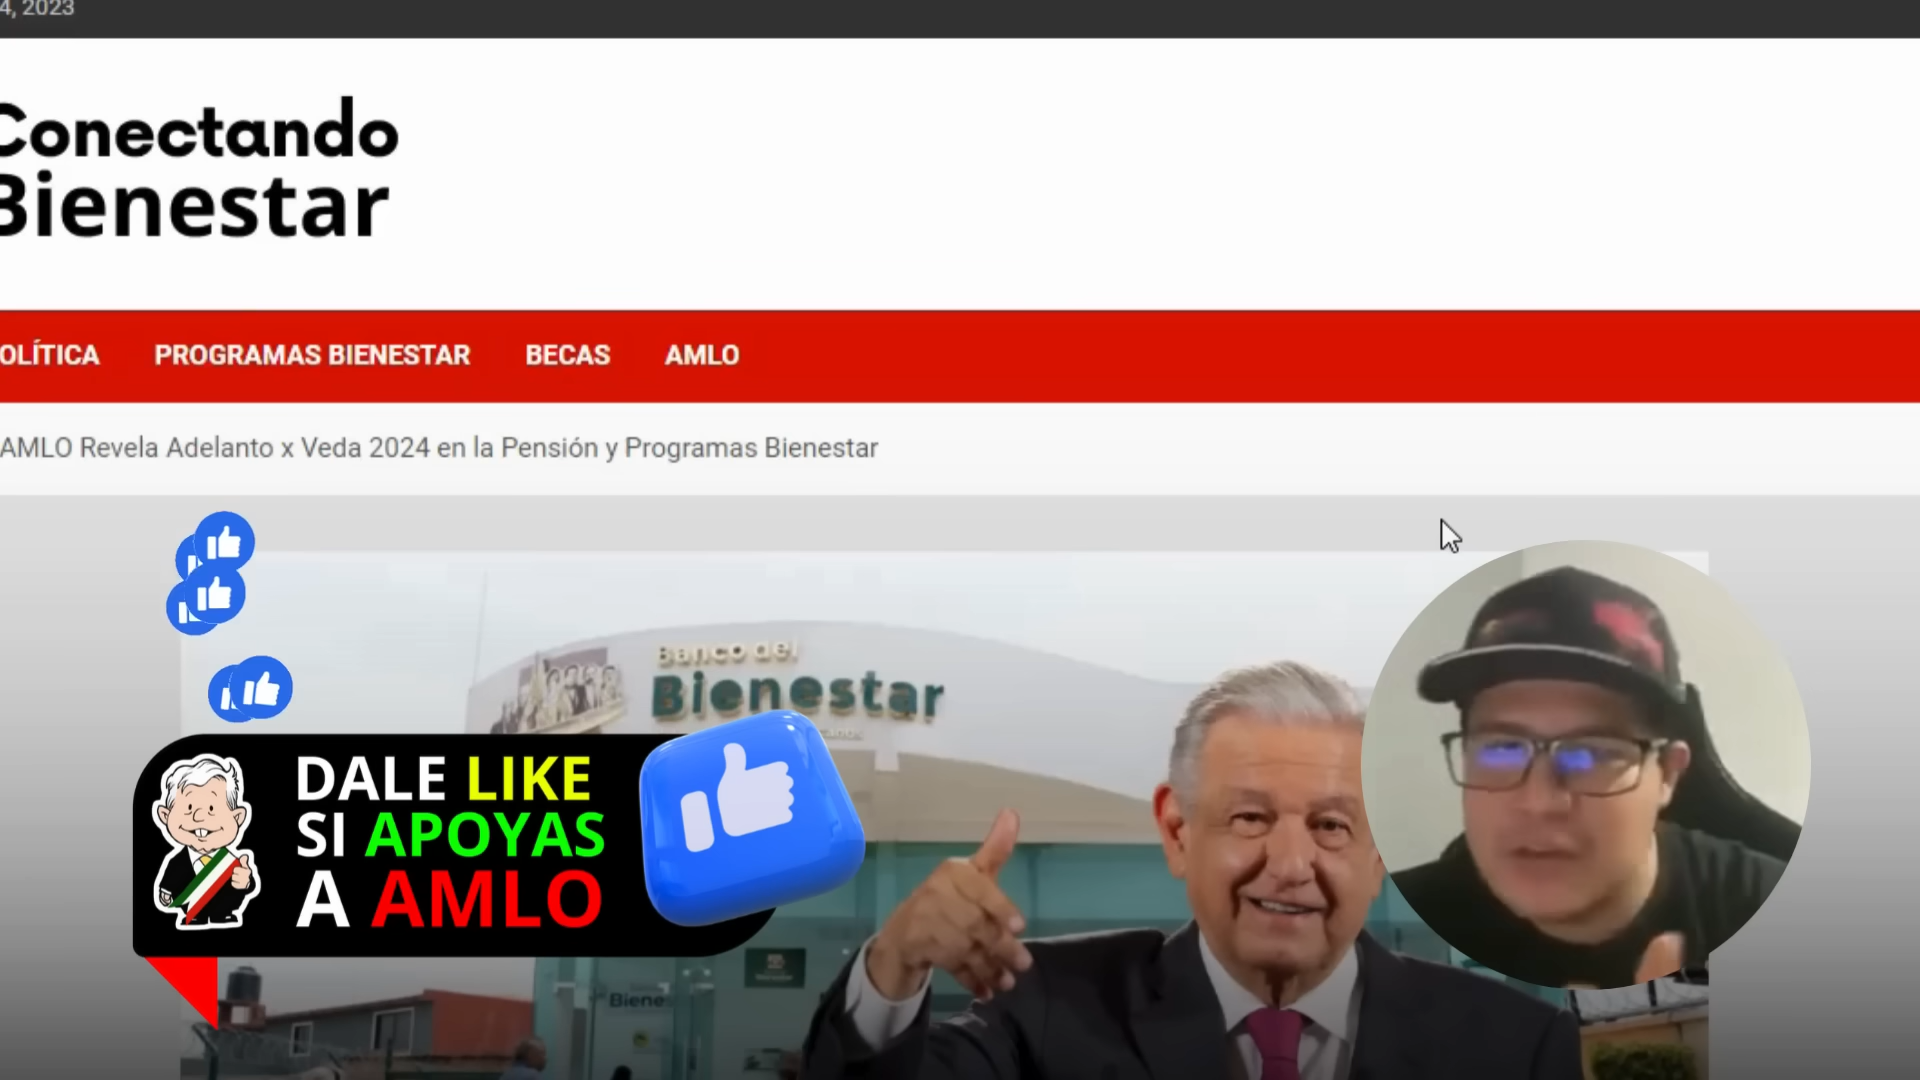 4, 2023
Conectando
Bienestar
OLÍTICA PROGRAMAS BIENESTAR BECAS AMLO
AMLO Revela Adelanto x Veda 2024 en la Pensión y Programas Bienestar
Banco del
Bienestar
DALE LIKE
SI APOYAS
A AMLO